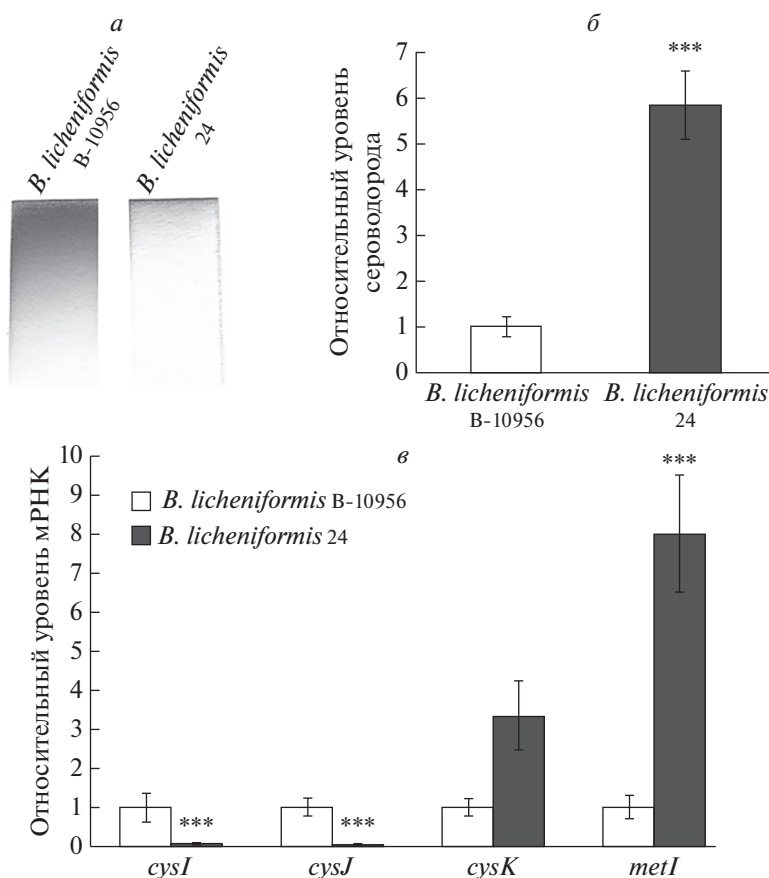 а
B. licheniformis
B-10956
B. licheniformis
24
б
Относительный уровень
сероводорода
7
6
5
4
3
2
1
0
***
B. licheniformis
B-10956
B. licheniformis
24
в
Относительный уровень мРНК
10
9
8
7
6
5
4
3
2
1
0
B. licheniformis B-10956
B. licheniformis 24
***
***
***
cysI
cysJ
cysK
metI